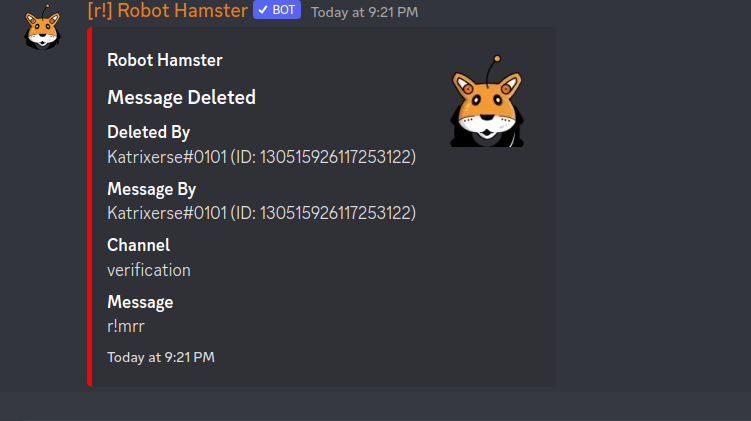 [r!] Robot Hamster ✓ BOT Today at 9:21 PM
Robot Hamster
Message Deleted
Deleted By
Katrixerse#0101 (ID: 130515926117253122)
Message By
Katrixerse#0101 (ID: 130515926117253122)
Channel
verification
Message
r!mrr
Today at 9:21 PM